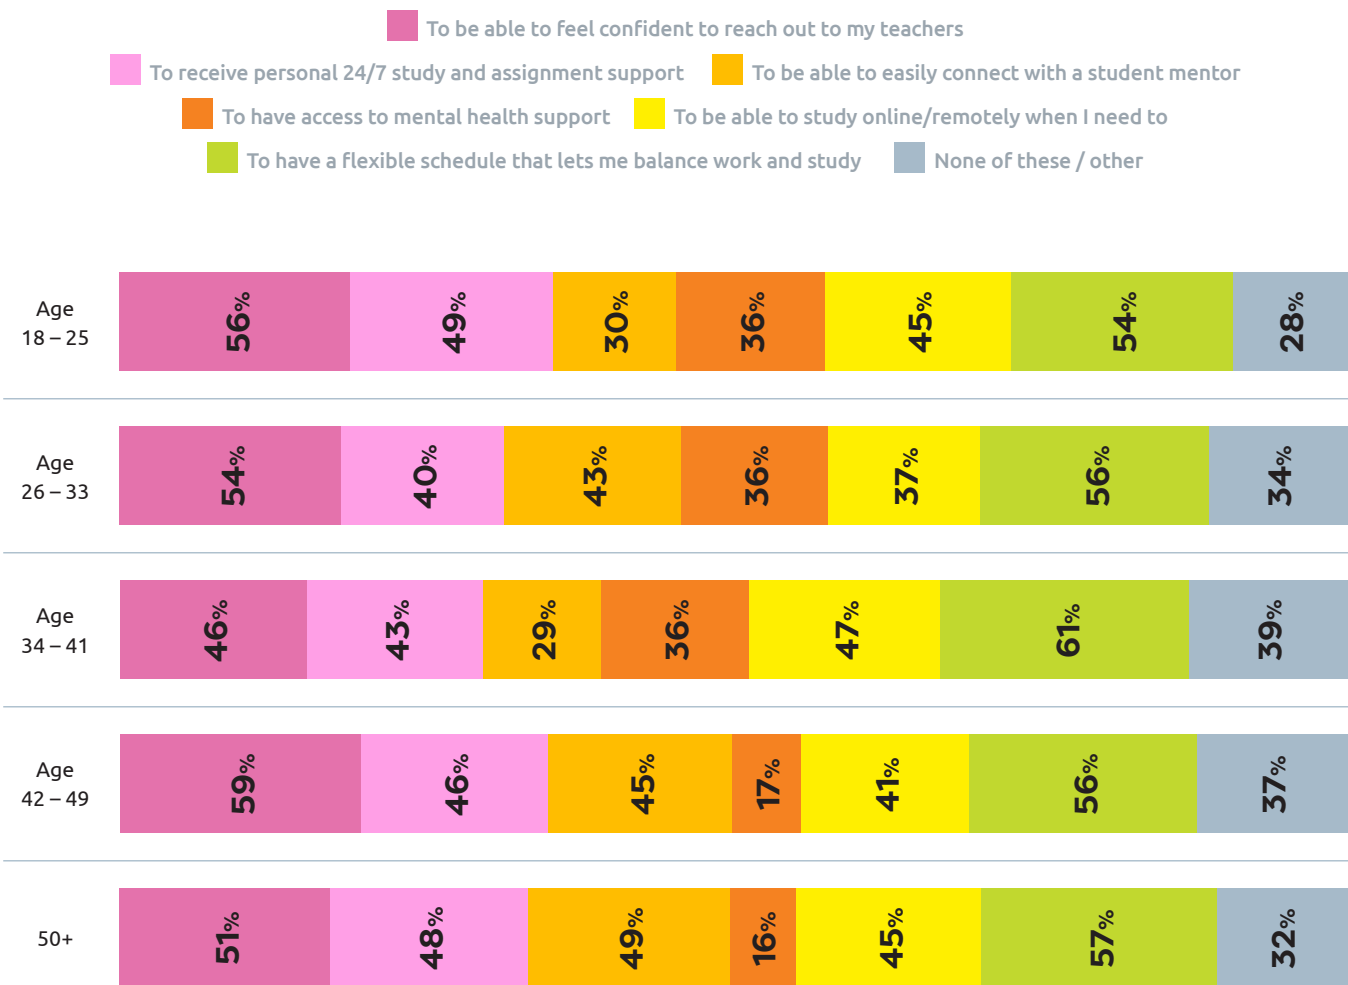 To be able to feel confident to reach out to my teachers
To receive personal 24/7 study and assignment support
To be able to easily connect with a student mentor
To have access to mental health support
To be able to study online/remotely when I need to
To have a flexible schedule that lets me balance work and study
None of these / other
Age
18 – 25
56%
49%
30%
36%
45%
54%
28%
Age
26 – 33
54%
40%
43%
36%
37%
56%
34%
Age
34 – 41
46%
43%
29%
36%
47%
61%
39%
Age
42 – 49
59%
46%
45%
17%
41%
56%
37%
50+
51%
48%
49%
16%
45%
57%
32%